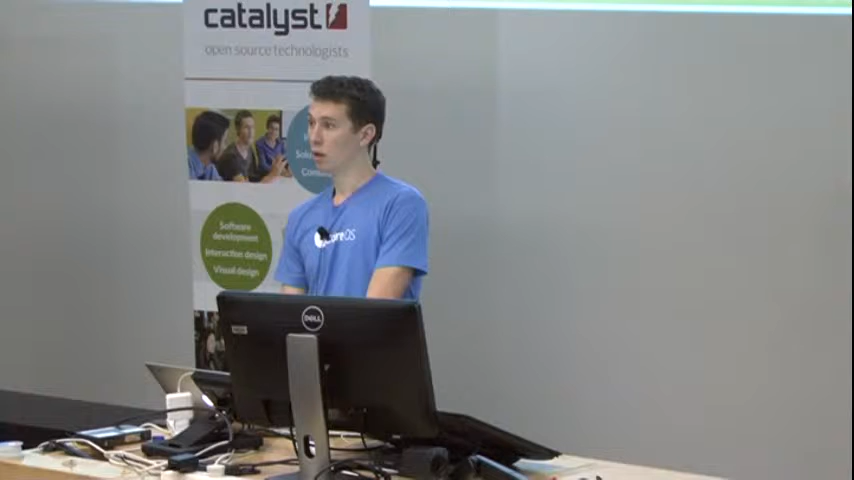 catalyst
open source technologists
Software
development
Interaction design
Visual design
DELL